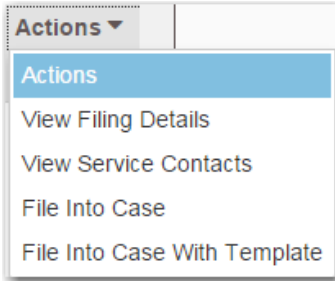 Actions
Actions
View Filing Details
View Service Contacts
File Into Case
File Into Case With Template